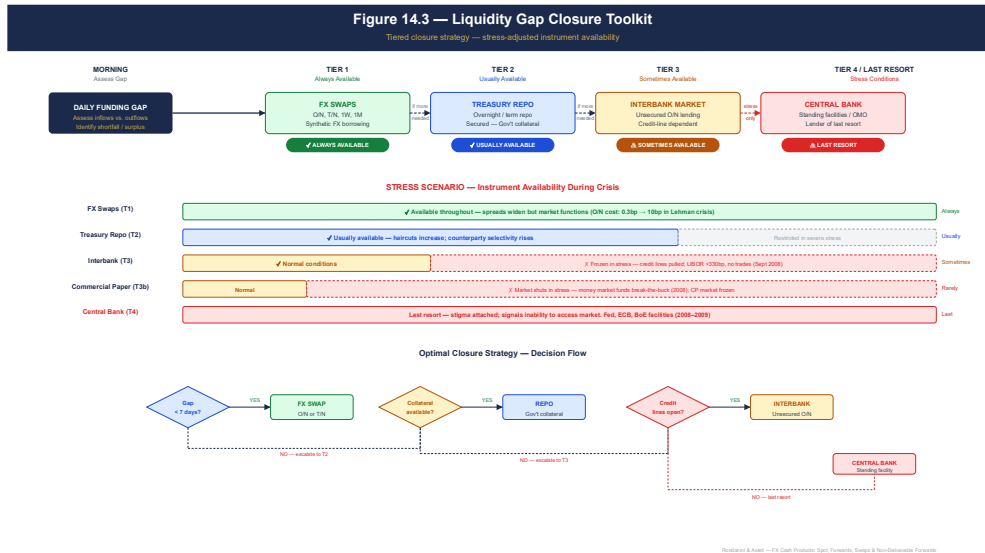 Figure 14.3 — Liquidity Gap Closure Toolkit
Tiered closure strategy — stress-adjusted instrument availability
MORNING
Assess Gap
TIER 1
Always Available
TIER 2
Usually Available
TIER 3
Sometimes Available
TIER 4 / LAST RESORT
Stress Conditions
DAILY FUNDING GAP
Assess inflows vs. outflows
Identify shortfall / surplus
FX SWAPS
O/N, T/N, 1W, 1M
Synthetic FX borrowing
if more
needed
TREASURY REPO
Overnight / term repo
Secured — Gov't collateral
if more
needed
INTERBANK MARKET
Unsecured O/N lending
Credit-line dependent
stress
only
CENTRAL BANK
Standing facilities / OMO
Lender of last resort
✓ ALWAYS AVAILABLE
✓ USUALLY AVAILABLE
⚠ SOMETIMES AVAILABLE
⚠ LAST RESORT
STRESS SCENARIO — Instrument Availability During Crisis
FX Swaps (T1)
✓ Available throughout — spreads widen but market functions (O/N cost: 0.3bp → 10bp in Lehman crisis)
Always
Treasury Repo (T2)
✓ Usually available — haircuts increase; counterparty selectivity rises
Restricted in severe stress
Usually
Interbank (T3)
✓ Normal conditions
✗ Frozen in stress — credit lines pulled; LIBOR +330bp, no trades (Sept 2008)
Sometimes
Commercial Paper (T3b)
Normal
✗ Market shuts in stress — money market funds break-the-buck (2008); CP market frozen
Rarely
Central Bank (T4)
Last resort — stigma attached; signals inability to access market. Fed, ECB, BoE facilities (2008–2009)
Last
Optimal Closure Strategy — Decision Flow
Gap
< 7 days?
YES
FX SWAP
O/N or T/N
Collateral
available?
YES
REPO
Gov't collateral
Credit
lines open?
YES
INTERBANK
Unsecured O/N
NO — escalate to T2
NO — escalate to T3
CENTRAL BANK
Standing facility
NO — last resort
— FX Cash Products: Spot, Forwards, Swaps & Non-Deliverable Forwards